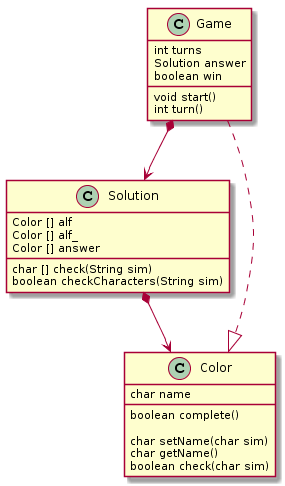 C Game
int turns
Solution answer
boolean win
void start()
int turn()
C Solution
Color [] alf
Color [] alf_
Color [] answer
char [] check(String sim)
boolean checkCharacters(String sim)
C Color
char name
boolean complete()
char setName(char sim)
char getName()
boolean check(char sim)